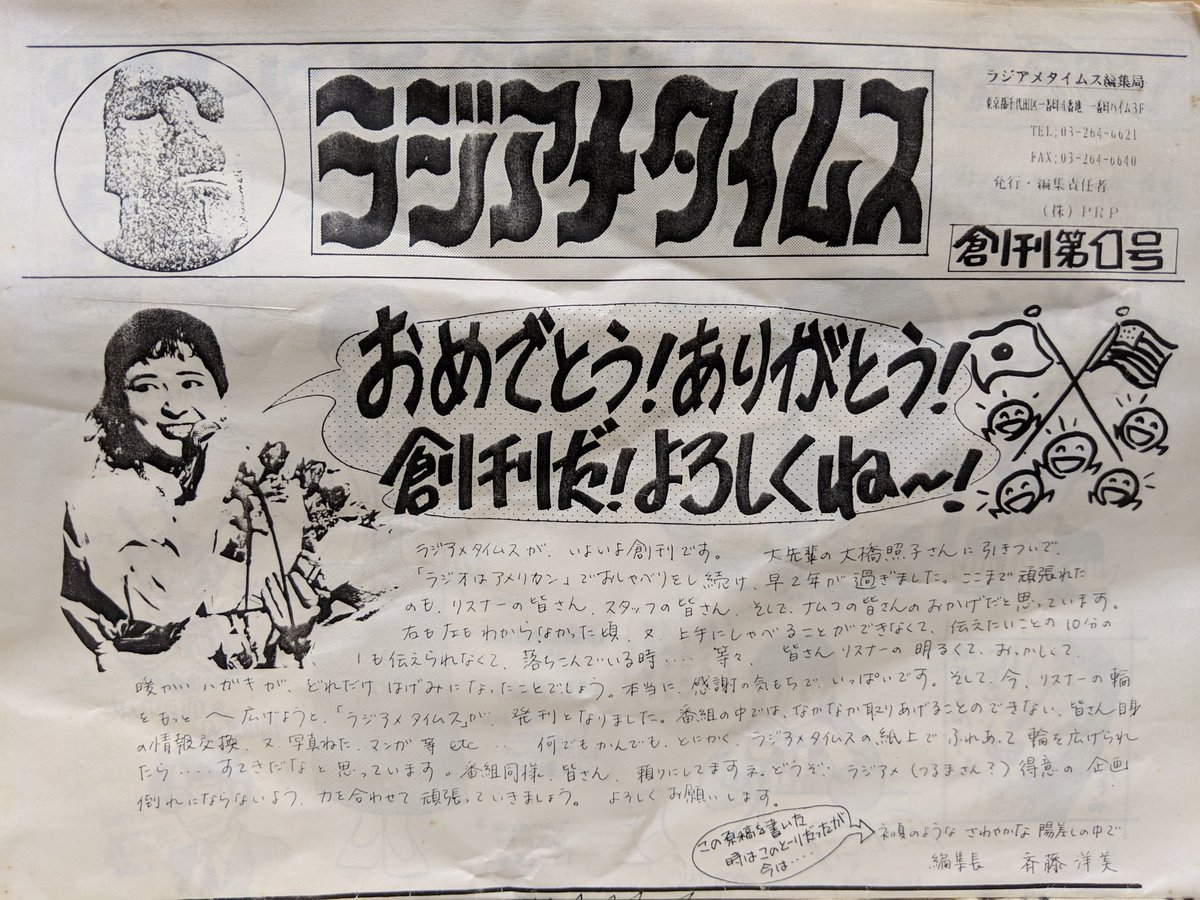 ラジアメタイムス
ラジアメタイムス編集局
東京都千代田区一番町4番地 一番町ハイム3F
TEL;03-264-6621
FAX;03-264-6640
発行・編集責任者
(株)PRP
創刊第1号
おめでとう!ありがとう!
創刊だ!よろしくね〜!
ラジアメタイムスが、いよいよ創刊です。 大先輩の大橋照子さんに引きついで、
「ラジオはアメリカン」でおしゃべりをし続け、早2年が過ぎました。ここまで頑張れた
のも、リスナーの皆さん、スタッフの皆さん、そして、ナムコの皆さんのおかげだと思っています。
右も左もわからなかった頃、又、上手にしゃべることができなくて、伝えたいことの10分の
1も伝えられなくて、落ちこんでいる時‥‥ 等々、 皆さんリスナーの明るくて、おっかしくて、
暖かいハガキが、どれだけはげみになったことでしょう。本当に、感謝の気もちで、いっぱいです。そして、今、リスナーの輪
をもっと 広げようと、「ラジアメタイムス」が、発刊となりました。番組の中では、なかなか取りあげることのできない、皆さん自身
の情報交換、又、写真ねた、マンガ等etc… 何でもかんでも、とにかく、ラジアメタイムスの紙上でふれあって輪を広げられ
たら‥‥すてきだなと思っています。番組同様、皆さん、頼りにしてますネ。どうぞ、ラジアメ(つるまさん?)得意の企画
倒れにならないよう、力を合わせて頑張っていきましょう。 よろしくお願いします。
この原稿を書いた
時はこのとーりだったが
今は‥‥
初夏のようなさわやかな陽差しの中で
編集長 斉藤洋美